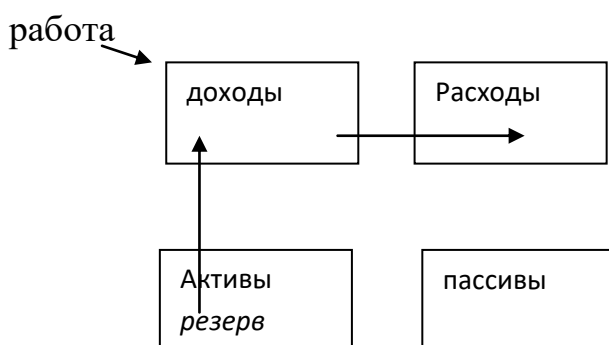 работа
доходы
Расходы
Активы
резерв
пассивы